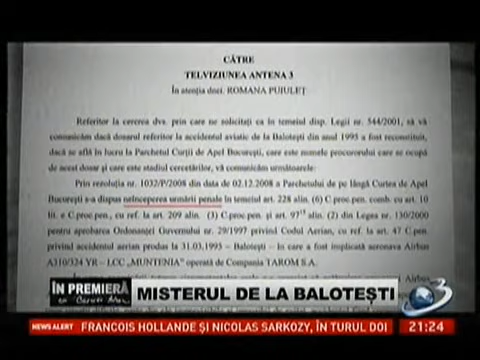 CĂTRE
TELVIZIUNEA ANTENA 3
În atenția dnei. ROMANA PUIULEȚ
Referitor la cererea dvs. prin care ne solicitați ca în temeiul disp. Legii nr. 544/2001, să vă
comunicăm dacă dosarul referitor la accidentul aviatic de la Balotești din anul 1995 a fost reconstituit,
dacă se află în lucru la Parchetul Curții de Apel București, care este numele procurorului care se ocupă
de acest dosar și care este stadiul cercetărilor, vă comunicăm următoarele:
Prin rezoluția nr. 1032/P/2008 din data de 02.12.2008 a Parchetului de pe lângă Curtea de Apel
București s-a dispus neînceperea urmării penale în temeiul art. 228 alin. (6) C.proc.pen. comb. cu art. 10
lit. e C.proc.pen., cu ref. la art. 209 alin. (3) C.proc.pen. și art. 97¹⁵ alin. (2) din Legea nr. 130/2000
pentru aprobarea Ordonanței Guvernului nr. 29/1997 privind Codul Aerian, cu ref. la art. 47 C.pen.
privind accidentul aerian produs la 31.03.1995 – Balotești – în care a fost implicată aeronava Airbus
A310/324 YR – LCC „MUNTENIA” operată de Compania TAROM S.A.
Airbus
ÎN PREMIERĂ
cu Carmen Avram
MISTERUL DE LA BALOTEȘTI
3
NEWS ALERT
FRANCOIS HOLLANDE ȘI NICOLAS SARKOZY, ÎN TURUL DOI
21:24